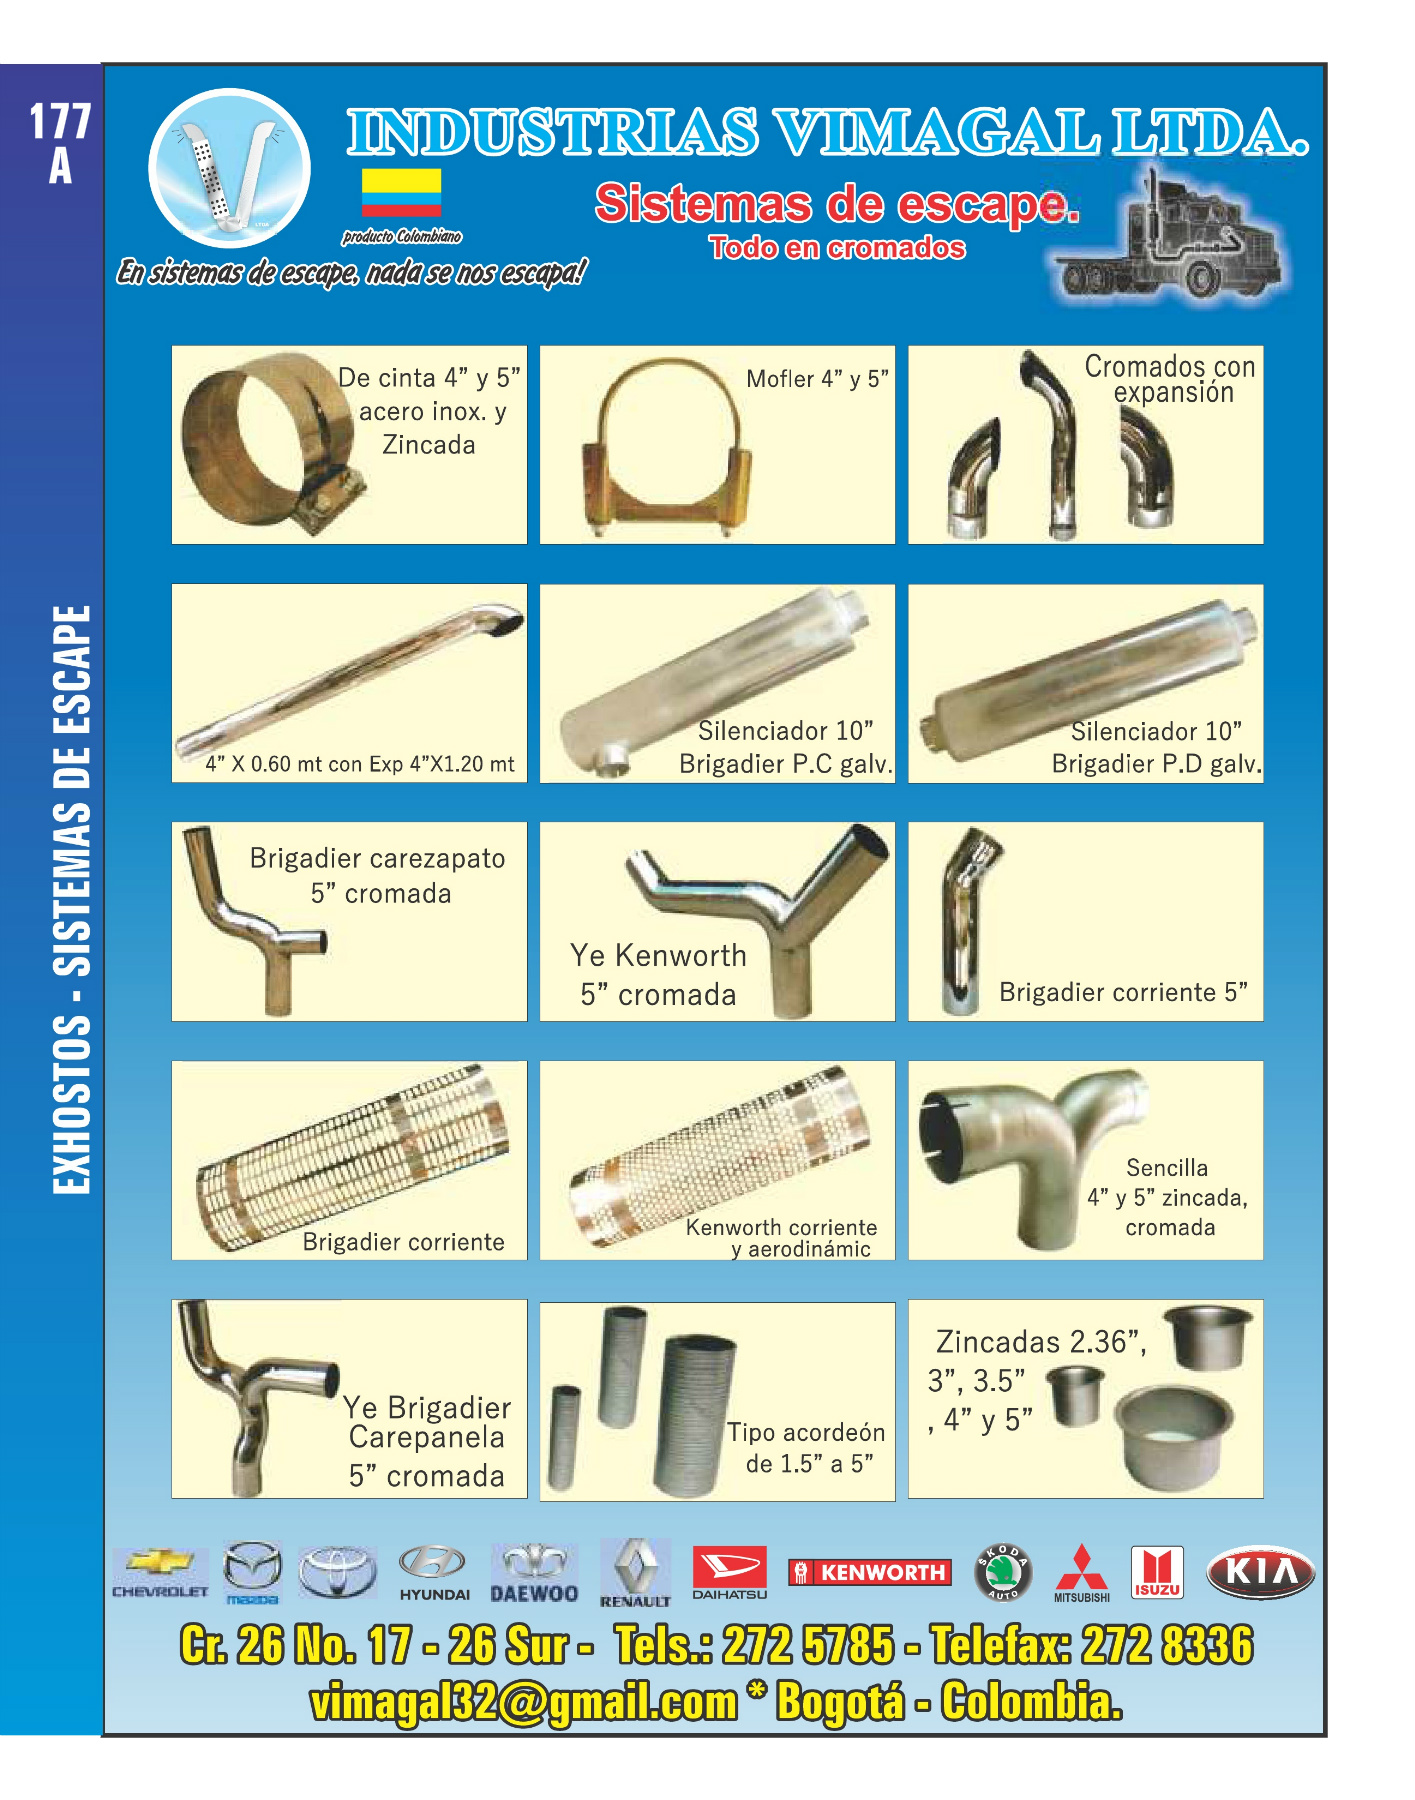 177
A
EXHOSTOS - SISTEMAS DE ESCAPE
INDUSTRIAS VIMAGAL LTDA.
LTDA
producto Colombiano
Sistemas de escape.
Todo en cromados
En sistemas de escape, nada se nos escapa!
De cinta 4” y 5”
acero inox. y
Zincada
Mofler 4” y 5”
Cromados con
expansión
4” X 0.60 mt con Exp 4”X1.20 mt
Silenciador 10”
Brigadier P.C galv.
Silenciador 10”
Brigadier P.D galv.
Brigadier carezapato
5” cromada
Ye Kenworth
5” cromada
Brigadier corriente 5”
Brigadier corriente
Kenworth corriente
y aerodinámic
Sencilla
4” y 5” zincada,
cromada
Ye Brigadier
Carepanela
5” cromada
Tipo acordeón
de 1.5” a 5”
Zincadas 2.36”,
3”, 3.5”
, 4” y 5”
CHEVROLET
mazda
HYUNDAI
DAEWOO
RENAULT
DAIHATSU
KENWORTH
SKODA
AUTO
MITSUBISHI
ISUZU
KIA
Cr. 26 No. 17 - 26 Sur - Tels.: 272 5785 - Telefax: 272 8336
vimagal32@gmail.com * Bogotá - Colombia.